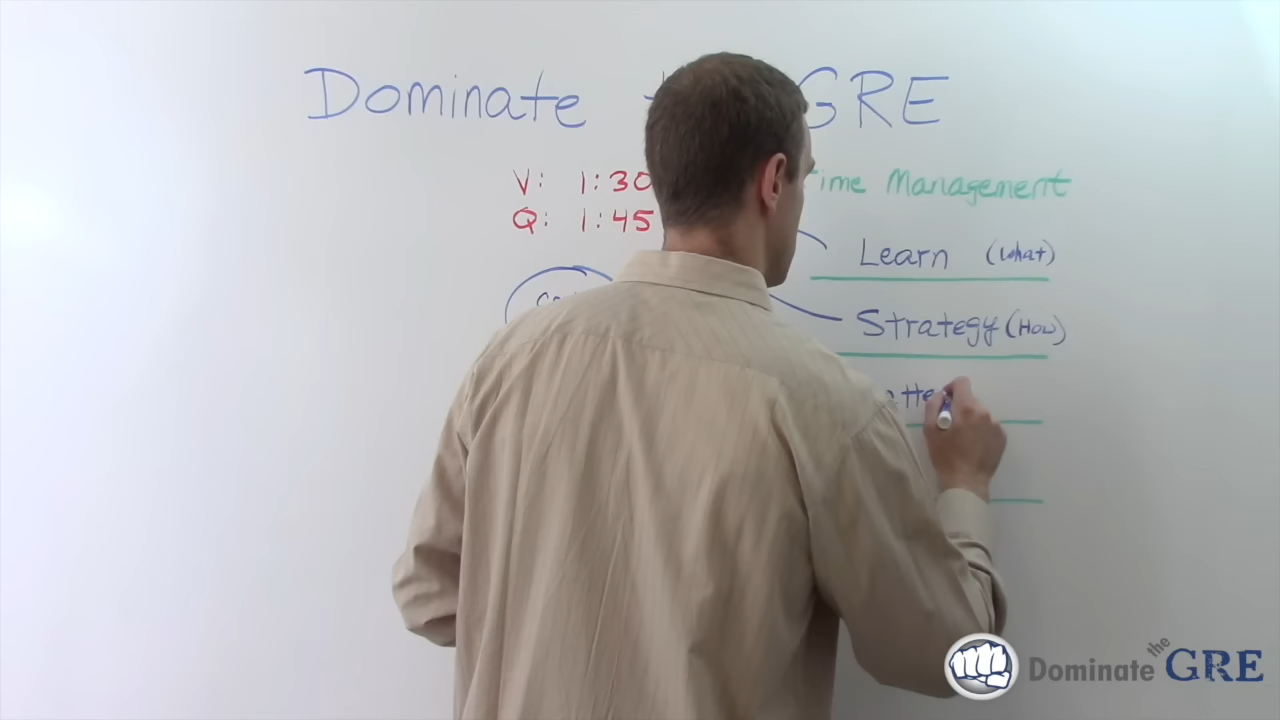 Dominate GRE
V: 1:30
Time Management
Q: 1:45
Learn (What)
Strategy (How)
Dominate the GRE